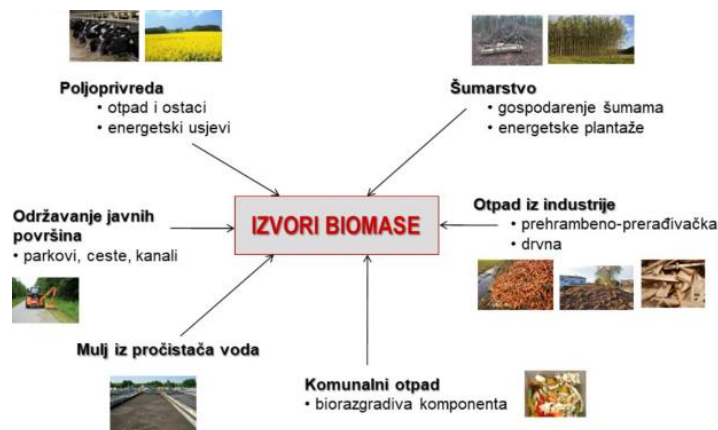 Poljoprivreda
• otpad i ostaci
• energetski usjevi
Šumarstvo
• gospodarenje šumama
• energetske plantaže
Održavanje javnih
površina
• parkovi, ceste, kanali
IZVORI BIOMASE
Otpad iz industrije
• prehrambeno-prerađivačka
• drvna
Mulj iz pročistača voda
Komunalni otpad
• biorazgradiva komponenta